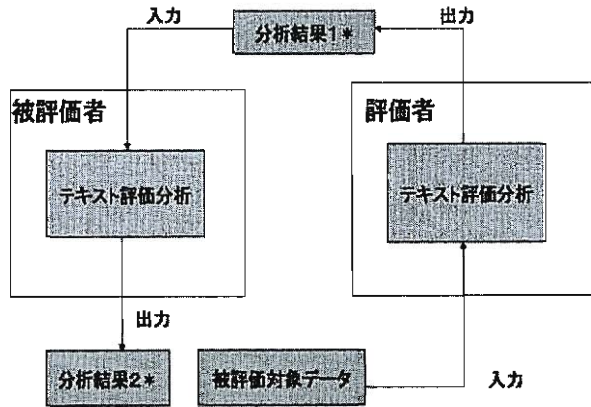 入力
分析結果1*
出力
被評価者
評価者
テキスト評価分析
テキスト評価分析
出力
分析結果2*
被評価対象データ
入力